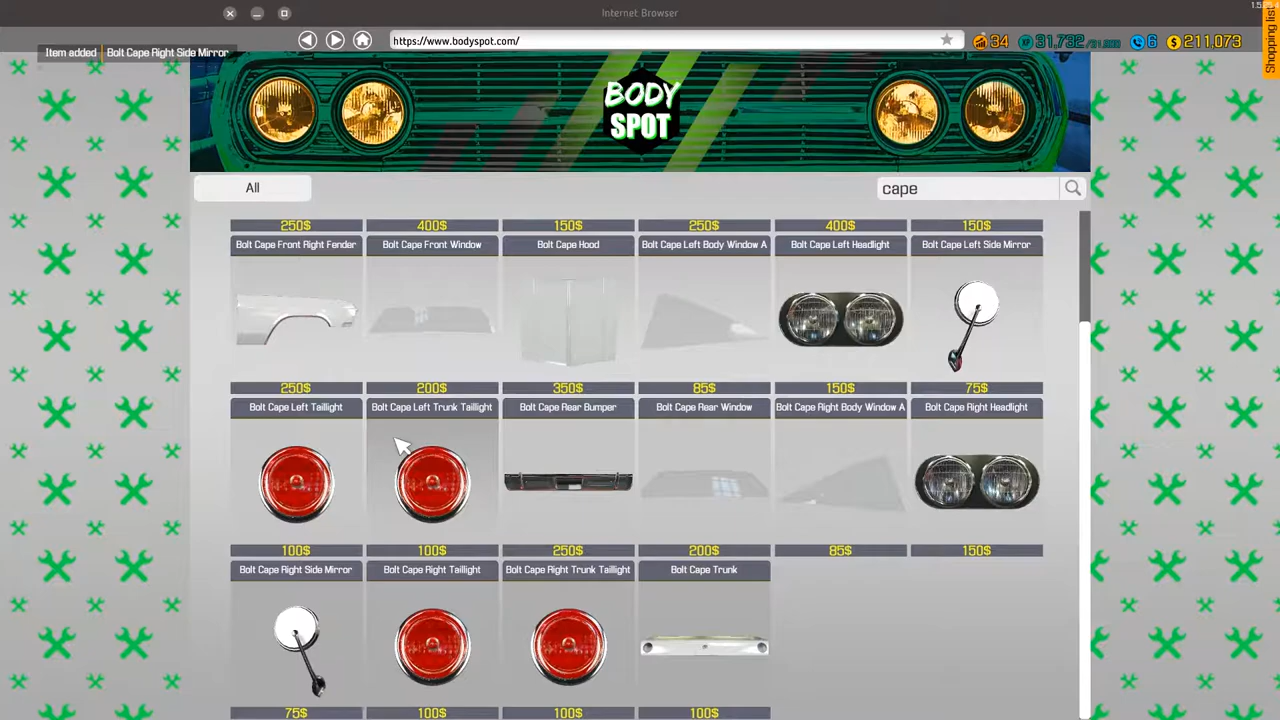 Internet Browser
https://www.bodyspot.com/
34
31,732
6
211,073
Shopping list
Item added | Bolt Cape Right Side Mirror
BODY
SPOT
All
cape
250$ 400$ 150$ 250$ 400$ 150$
Bolt Cape Front Right Fender
Bolt Cape Front Window
Bolt Cape Hood
Bolt Cape Left Body Window A
Bolt Cape Left Headlight
Bolt Cape Left Side Mirror
250$ 200$ 350$ 85$ 150$ 75$
Bolt Cape Left Taillight
Bolt Cape Left Trunk Taillight
Bolt Cape Rear Bumper
Bolt Cape Rear Window
Bolt Cape Right Body Window A
Bolt Cape Right Headlight
100$ 100$ 250$ 200$ 85$ 150$
Bolt Cape Right Side Mirror
Bolt Cape Right Taillight
Bolt Cape Right Trunk Taillight
Bolt Cape Trunk
75$ 100$ 100$ 100$